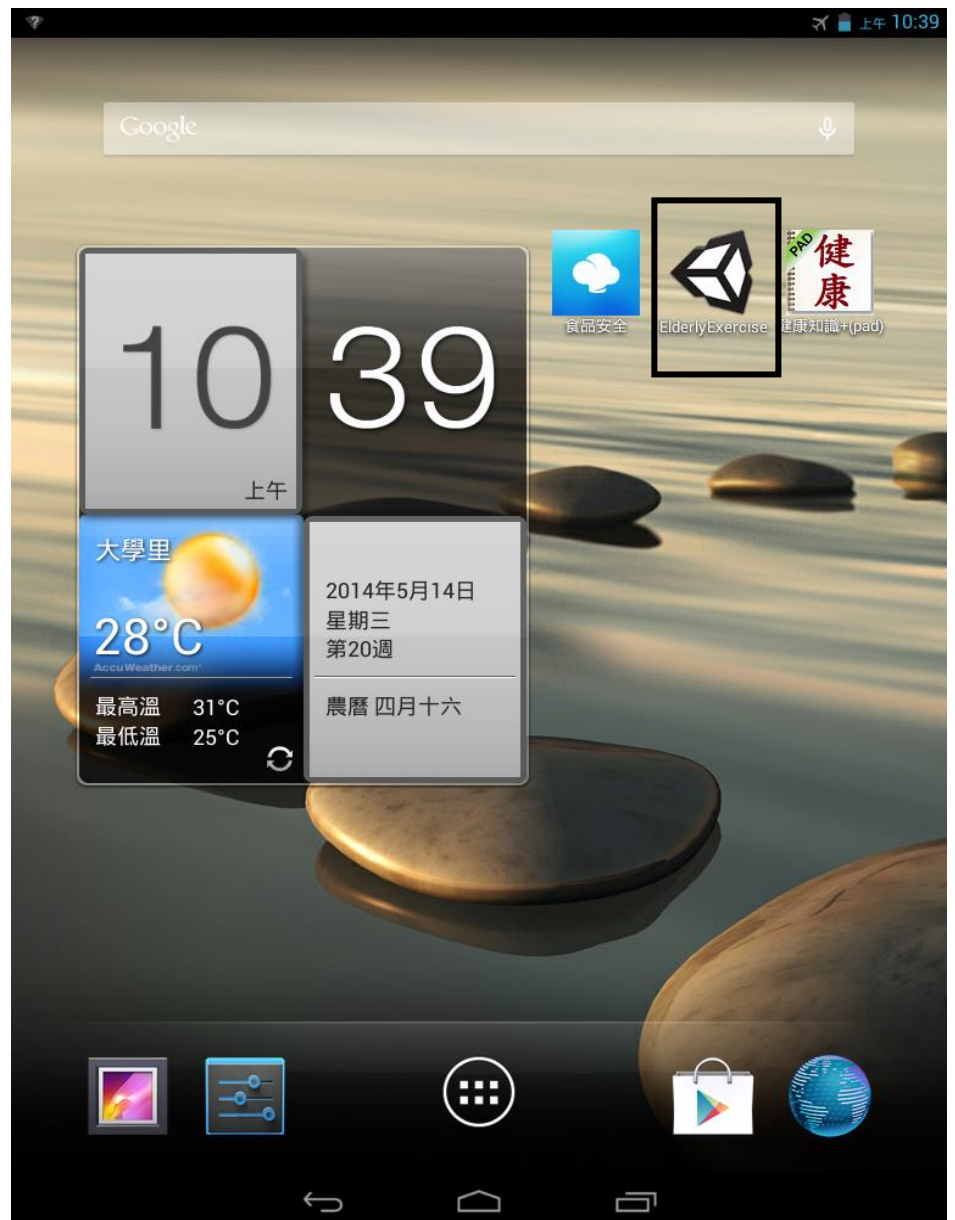 上午 10:39
Google
PAD
健
康
食品安全
ElderlyExercise
健康知識+(pad)
10
39
上午
大學里
28°C
AccuWeather.com
最高溫 31°C
最低溫 25°C
2014年5月14日
星期三
第20週
農曆 四月十六